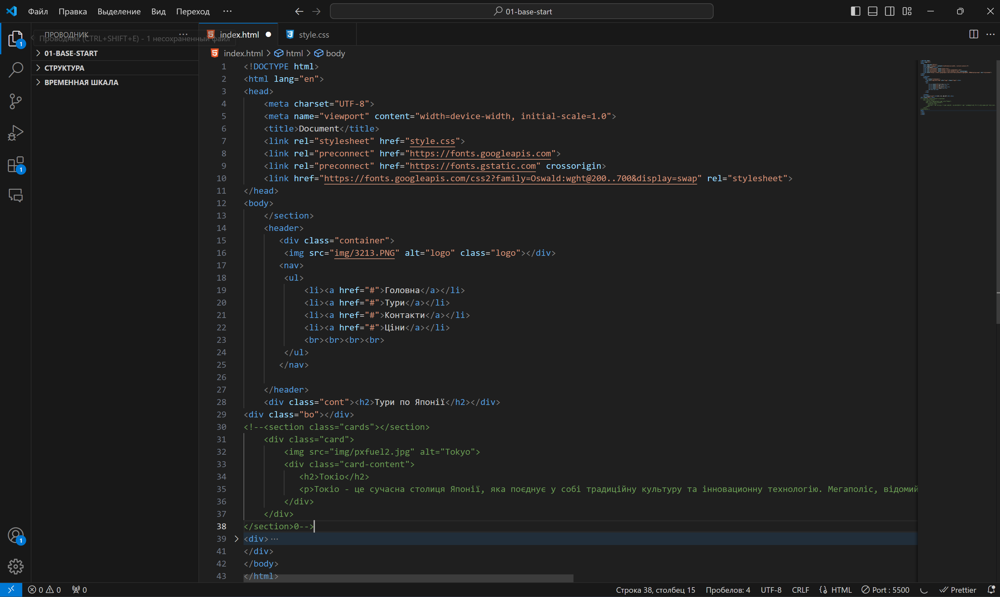 Файл Правка Выделение Вид Переход ··· 01-base-start
ПРОВОДНИК ···
Проводник (CTRL+SHIFT+E) - 1 несохраненный файл
01-BASE-START
СТРУКТУРА
ВРЕМЕННАЯ ШКАЛА
1
1
1
index.html style.css
index.html > html > body
1 <!DOCTYPE html>
2 <html lang="en">
3 <head>
4 <meta charset="UTF-8">
5 <meta name="viewport" content="width=device-width, initial-scale=1.0">
6 <title>Document</title>
7 <link rel="stylesheet" href="style.css">
8 <link rel="preconnect" href="https://fonts.googleapis.com">
9 <link rel="preconnect" href="https://fonts.gstatic.com" crossorigin>
10 <link href="https://fonts.googleapis.com/css2?family=Oswald:wght@200..700&display=swap" rel="stylesheet">
11 </head>
12 <body>
13 </section>
14 <header>
15 <div class="container">
16 <img src="img/3213.PNG" alt="logo" class="logo"></div>
17 <nav>
18 <ul>
19 <li><a href="#">Головна</a></li>
20 <li><a href="#">Тури</a></li>
21 <li><a href="#">Контакти</a></li>
22 <li><a href="#">Ціни</a></li>
23 <br><br><br><br>
24 </ul>
25 </nav>
26
27 </header>
28 <div class="cont"><h2>Тури по Японії</h2></div>
29 <div class="bo"></div>
30 <!--<section class="cards"></section>
31 <div class="card">
32 <img src="img/pxfuel2.jpg" alt="Tokyo">
33 <div class="card-content">
34 <h2>Токіо</h2>
35 <p>Токіо - це сучасна столиця Японії, яка поєднує у собі традиційну культуру та інновационну технологію. Мегаполіс, відомий
36 </div>
37 </div>
38 </section>0-->
39 <div>···
41 </div>
42 </body>
43 </html>
0 0 0 Строка 38, столбец 15 Пробелов: 4 UTF-8 CRLF HTML Port : 5500 Prettier